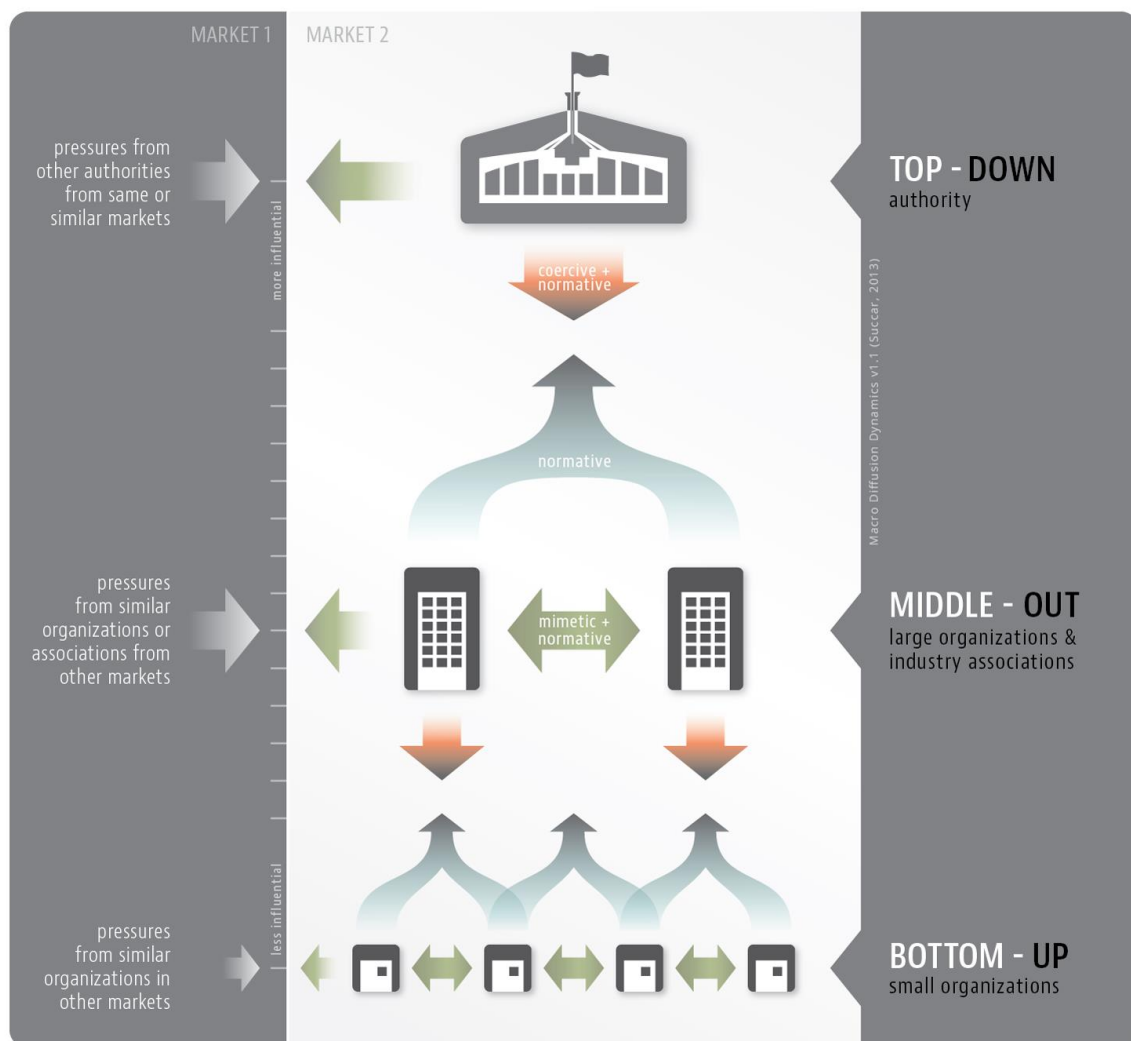 MARKET 1
MARKET 2
pressures from
other authorities
from same or
similar markets
more influential
TOP - DOWN
authority
coercive +
normative
Macro Diffusion Dynamics v1.1 (Succar, 2013)
normative
pressures
from similar
organizations or
associations from
other markets
mimetic +
normative
MIDDLE - OUT
large organizations &
industry associations
less influential
pressures
from similar
organizations in
other markets
BOTTOM - UP
small organizations